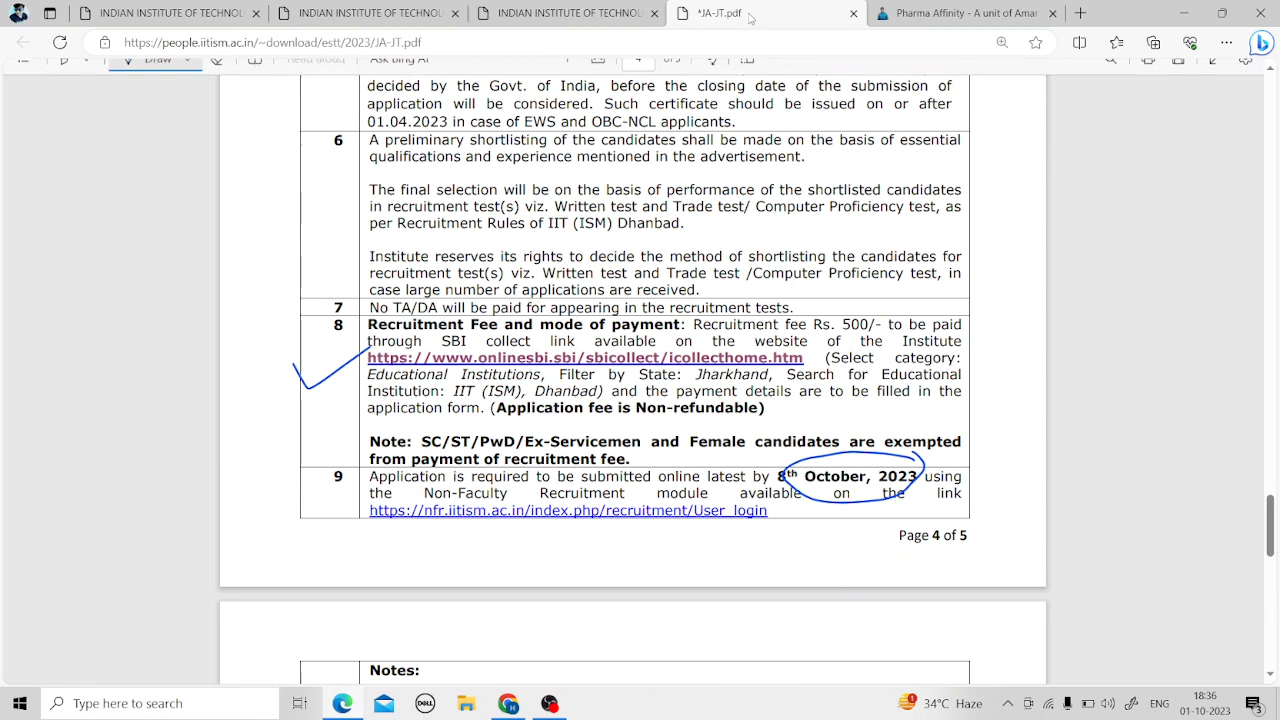 INDIAN INSTITUTE OF TECHNOL
INDIAN INSTITUTE OF TECHNOL
INDIAN INSTITUTE OF TECHNOL
*JA-JT.pdf
Pharma Affinity - A unit of Amar
https://people.iitism.ac.in/~download/estt/2023/JA-JT.pdf
Draw
Read aloud
Ask Bing AI
4
of 5
decided by the Govt. of India, before the closing date of the submission of
application will be considered. Such certificate should be issued on or after
01.04.2023 in case of EWS and OBC-NCL applicants.
6 A preliminary shortlisting of the candidates shall be made on the basis of essential
qualifications and experience mentioned in the advertisement.
The final selection will be on the basis of performance of the shortlisted candidates
in recruitment test(s) viz. Written test and Trade test/ Computer Proficiency test, as
per Recruitment Rules of IIT (ISM) Dhanbad.
Institute reserves its rights to decide the method of shortlisting the candidates for
recruitment test(s) viz. Written test and Trade test /Computer Proficiency test, in
case large number of applications are received.
7 No TA/DA will be paid for appearing in the recruitment tests.
8 Recruitment Fee and mode of payment: Recruitment fee Rs. 500/- to be paid
through SBI collect link available on the website of the Institute
https://www.onlinesbi.sbi/sbicollect/icollecthome.htm (Select category:
Educational Institutions, Filter by State: Jharkhand, Search for Educational
Institution: IIT (ISM), Dhanbad) and the payment details are to be filled in the
application form. (Application fee is Non-refundable)
Note: SC/ST/PwD/Ex-Servicemen and Female candidates are exempted
from payment of recruitment fee.
9 Application is required to be submitted online latest by 8th October, 2023 using
the Non-Faculty Recruitment module available on the link
https://nfr.iitism.ac.in/index.php/recruitment/User_login
Page 4 of 5
Notes:
Type here to search
34°C Haze
ENG
18:36
01-10-2023